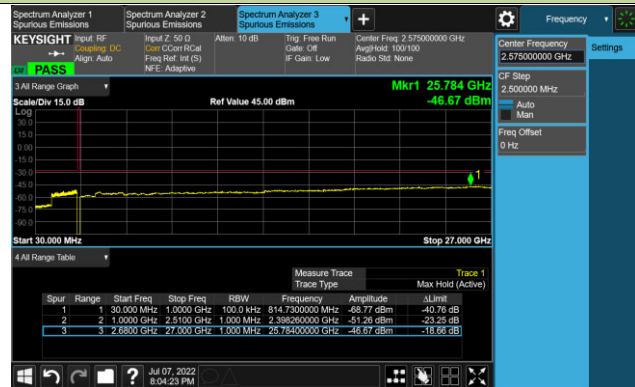 Spectrum Analyzer 1
Spurious Emissions
Spectrum Analyzer 2
Spurious Emissions
Spectrum Analyzer 3
Spurious Emissions
Frequency
KEYSIGHT
Input: RF
Coupling: DC
Align: Auto
Input Z: 50 Ω
Corr CCorr RCal
Freq Ref: Int (S)
NFE: Adaptive
Atten: 10 dB
Trig: Free Run
Gate: Off
IF Gain: Low
Center Freq: 2.575000000 GHz
Avg|Hold: 100/100
Radio Std: None
PASS
Center Frequency
2.575000000 GHz
Settings
CF Step
2.500000 MHz
Auto
Man
Freq Offset
0 Hz
3 All Range Graph
Mkr1 25.784 GHz
Scale/Div 15.0 dB
Ref Value 45.00 dBm
-46.67 dBm
Log
30.0
15.0
0.00
-15.0
-30.0
-45.0
-60.0
-75.0
-90.0
1
Start 30.000 MHz
Stop 27.000 GHz
4 All Range Table
Measure Trace Trace 1
Trace Type Max Hold (Active)
Spur Range Start Freq Stop Freq RBW Frequency Amplitude ΔLimit
1 1 30.000 MHz 1.0000 GHz 100.0 kHz 814.7300000 MHz -68.77 dBm -40.76 dB
2 2 1.0000 GHz 2.5100 GHz 1.000 MHz 2.398260000 GHz -51.26 dBm -23.25 dB
3 3 2.6800 GHz 27.000 GHz 1.000 MHz 25.78400000 GHz -46.67 dBm -18.66 dB
Jul 07, 2022
8:04:23 PM